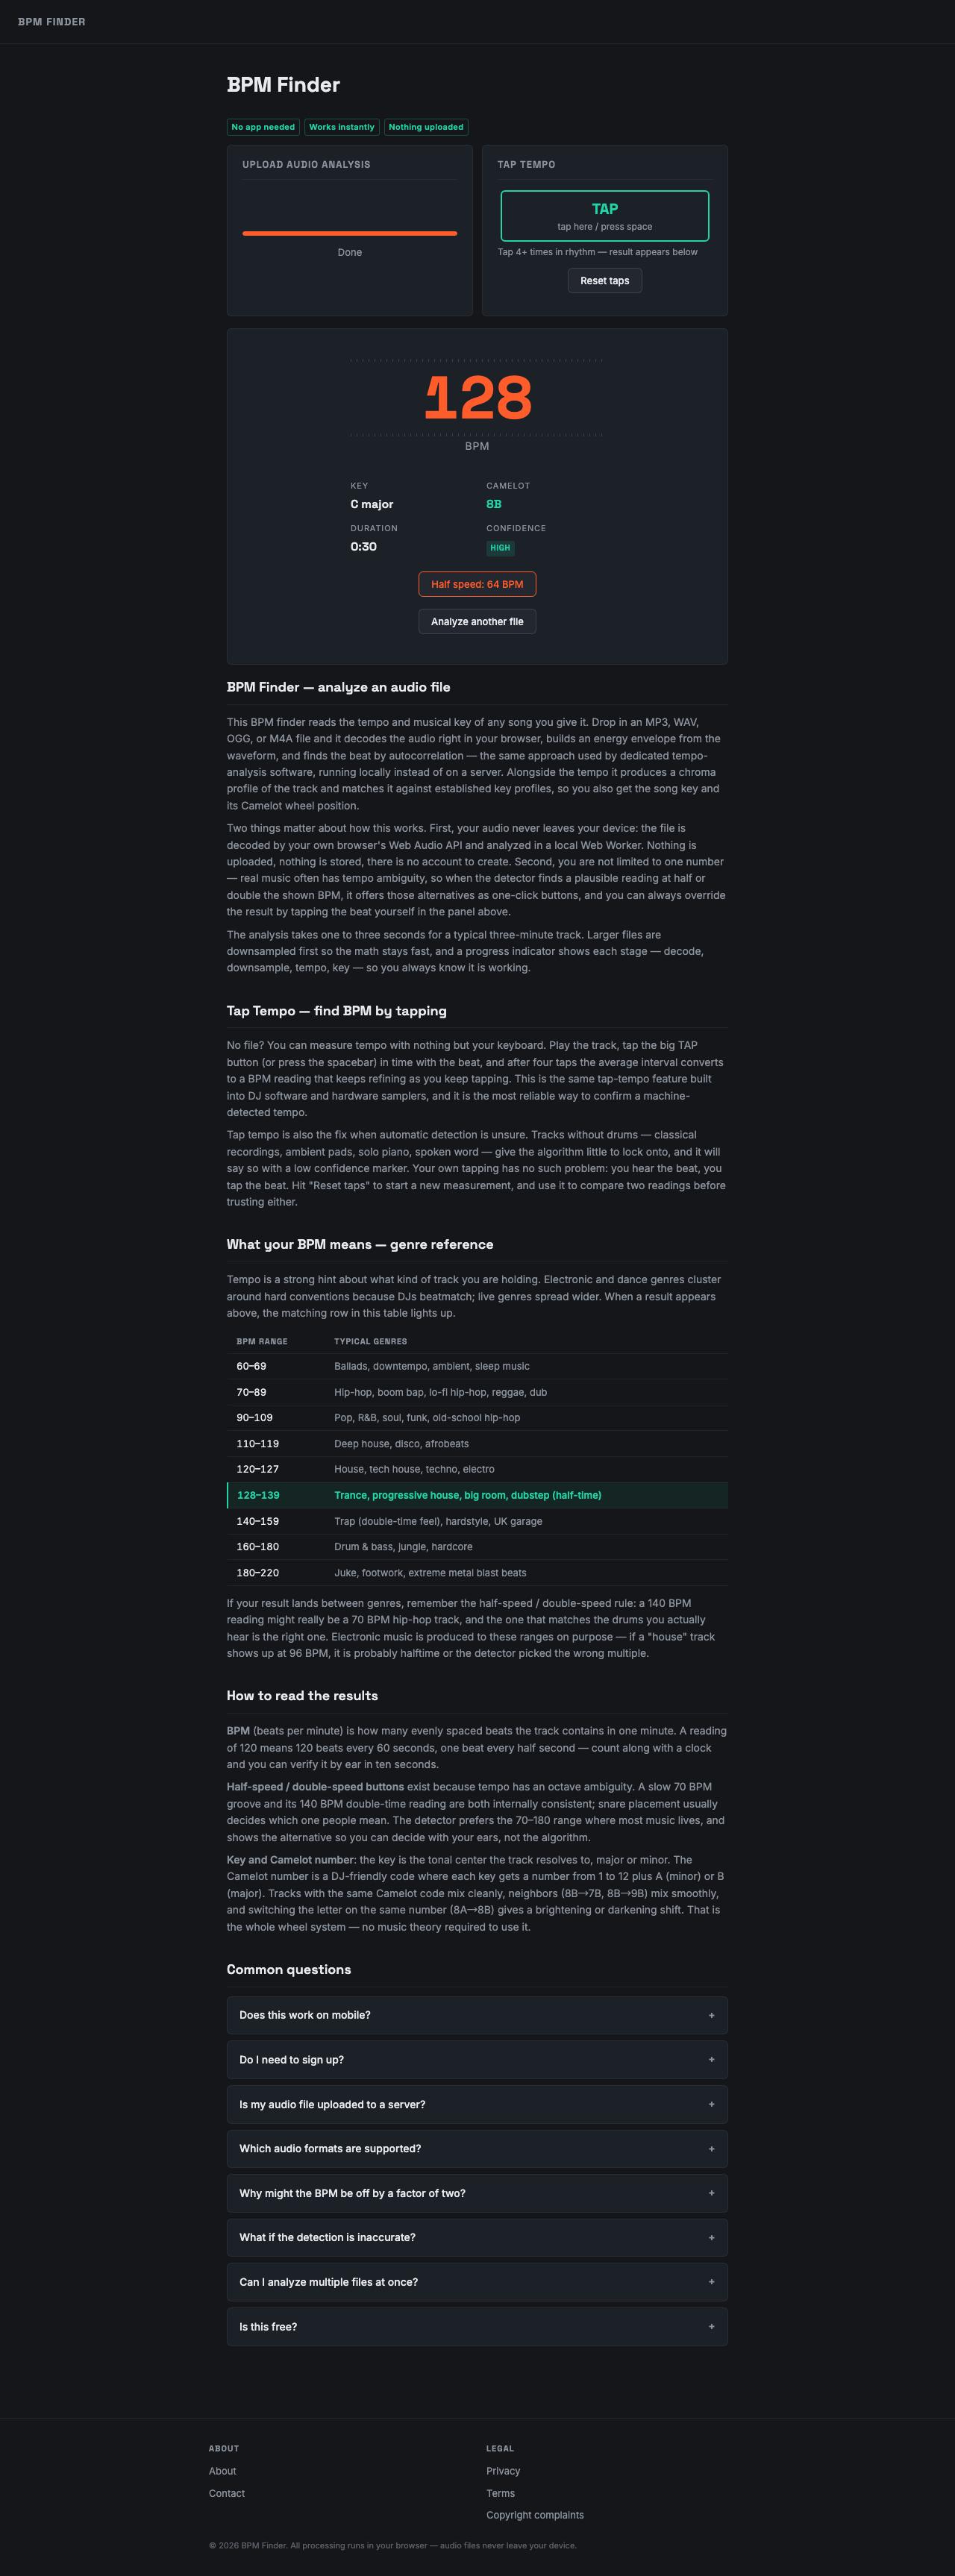 BPM FINDER
BPM Finder
No app needed
Works instantly
Nothing uploaded
UPLOAD AUDIO ANALYSIS
Done
TAP TEMPO
TAP
tap here / press space
Tap 4+ times in rhythm — result appears below
Reset taps
128
BPM
KEY
C major
CAMELOT
8B
DURATION
0:30
CONFIDENCE
HIGH
Half speed: 64 BPM
Analyze another file
BPM Finder — analyze an audio file
This BPM finder reads the tempo and musical key of any song you give it. Drop in an MP3, WAV,
OGG, or M4A file and it decodes the audio right in your browser, builds an energy envelope from the
waveform, and finds the beat by autocorrelation — the same approach used by dedicated tempo-
analysis software, running locally instead of on a server. Alongside the tempo it produces a chroma
profile of the track and matches it against established key profiles, so you also get the song key and
its Camelot wheel position.
Two things matter about how this works. First, your audio never leaves your device: the file is
decoded by your own browser's Web Audio API and analyzed in a local Web Worker. Nothing is
uploaded, nothing is stored, there is no account to create. Second, you are not limited to one number
— real music often has tempo ambiguity, so when the detector finds a plausible reading at half or
double the shown BPM, it offers those alternatives as one-click buttons, and you can always override
the result by tapping the beat yourself in the panel above.
The analysis takes one to three seconds for a typical three-minute track. Larger files are
downsampled first so the math stays fast, and a progress indicator shows each stage — decode,
downsample, tempo, key — so you always know it is working.
Tap Tempo — find BPM by tapping
No file? You can measure tempo with nothing but your keyboard. Play the track, tap the big TAP
button (or press the spacebar) in time with the beat, and after four taps the average interval converts
to a BPM reading that keeps refining as you keep tapping. This is the same tap-tempo feature built
into DJ software and hardware samplers, and it is the most reliable way to confirm a machine-
detected tempo.
Tap tempo is also the fix when automatic detection is unsure. Tracks without drums — classical
recordings, ambient pads, solo piano, spoken word — give the algorithm little to lock onto, and it will
say so with a low confidence marker. Your own tapping has no such problem: you hear the beat, you
tap the beat. Hit "Reset taps" to start a new measurement, and use it to compare two readings before
trusting either.
What your BPM means — genre reference
Tempo is a strong hint about what kind of track you are holding. Electronic and dance genres cluster
around hard conventions because DJs beatmatch; live genres spread wider. When a result appears
above, the matching row in this table lights up.
BPM RANGE TYPICAL GENRES
60–69 Ballads, downtempo, ambient, sleep music
70–89 Hip-hop, boom bap, lo-fi hip-hop, reggae, dub
90–109 Pop, R&B, soul, funk, old-school hip-hop
110–119 Deep house, disco, afrobeats
120–127 House, tech house, techno, electro
128–139 Trance, progressive house, big room, dubstep (half-time)
140–159 Trap (double-time feel), hardstyle, UK garage
160–180 Drum & bass, jungle, hardcore
180–220 Juke, footwork, extreme metal blast beats
If your result lands between genres, remember the half-speed / double-speed rule: a 140 BPM
reading might really be a 70 BPM hip-hop track, and the one that matches the drums you actually
hear is the right one. Electronic music is produced to these ranges on purpose — if a "house" track
shows up at 96 BPM, it is probably halftime or the detector picked the wrong multiple.
How to read the results
BPM (beats per minute) is how many evenly spaced beats the track contains in one minute. A reading
of 120 means 120 beats every 60 seconds, one beat every half second — count along with a clock
and you can verify it by ear in ten seconds.
Half-speed / double-speed buttons exist because tempo has an octave ambiguity. A slow 70 BPM
groove and its 140 BPM double-time reading are both internally consistent; snare placement usually
decides which one people mean. The detector prefers the 70–180 range where most music lives, and
shows the alternative so you can decide with your ears, not the algorithm.
Key and Camelot number: the key is the tonal center the track resolves to, major or minor. The
Camelot number is a DJ-friendly code where each key gets a number from 1 to 12 plus A (minor) or B
(major). Tracks with the same Camelot code mix cleanly, neighbors (8B→7B, 8B→9B) mix smoothly,
and switching the letter on the same number (8A→8B) gives a brightening or darkening shift. That is
the whole wheel system — no music theory required to use it.
Common questions
Does this work on mobile? +
Do I need to sign up? +
Is my audio file uploaded to a server? +
Which audio formats are supported? +
Why might the BPM be off by a factor of two? +
What if the detection is inaccurate? +
Can I analyze multiple files at once? +
Is this free? +
ABOUT
About
Contact
LEGAL
Privacy
Terms
Copyright complaints
© 2026 BPM Finder. All processing runs in your browser — audio files never leave your device.